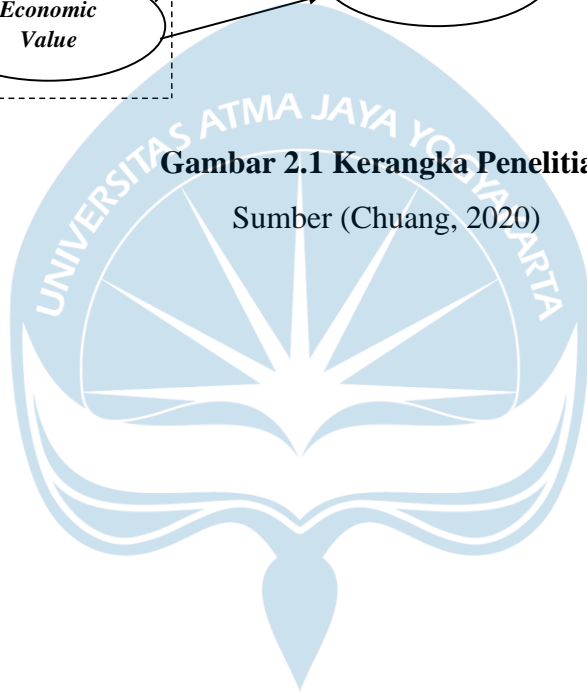 Economic
Value
UNIVERSITAS ATMA JAYA YOGYAKARTA
Gambar 2.1 Kerangka Penelitia
Sumber (Chuang, 2020)